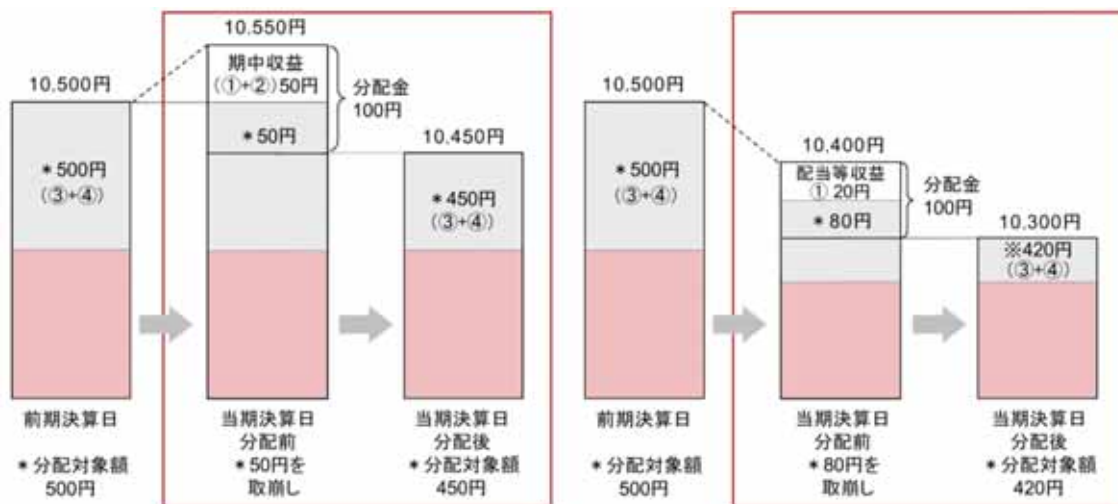 10.500円
＊500円
(③+④)
前期決算日
＊分配対象額
500円
10.550円
期中収益
(①+②)50円
＊50円
分配金
100円
当期決算日
分配前
＊50円を
取崩し
10.450円
＊450円
(③+④)
当期決算日
分配後
＊分配対象額
450円
10.500円
＊500円
(③+④)
前期決算日
＊分配対象額
500円
10,400円
配当等収益
① 20円
＊80円
分配金
100円
当期決算日
分配前
＊80円を
取崩し
10.300円
※420円
(③+④)
当期決算日
分配後
＊分配対象額
420円